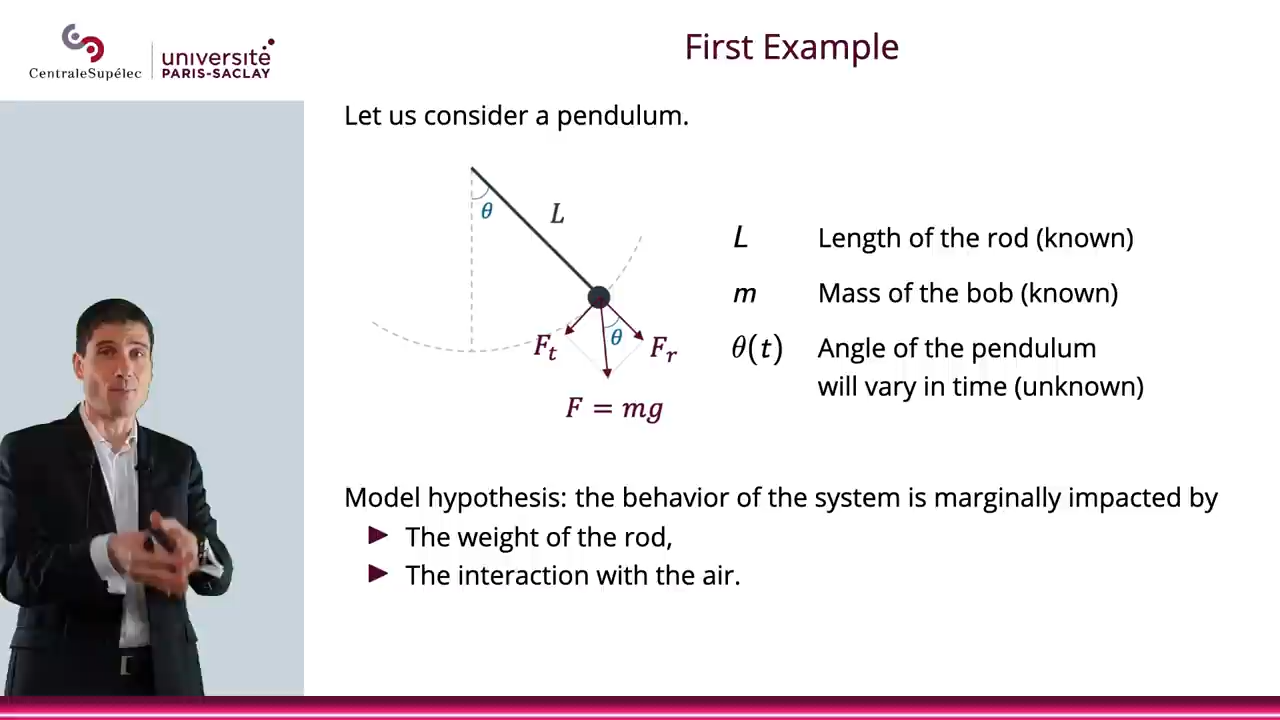 CentraleSupélec
université
PARIS-SACLAY
First Example
Let us consider a pendulum.
θ
L
θ
F_t
F_r
F = mg
L Length of the rod (known)
m Mass of the bob (known)
θ(t) Angle of the pendulum
will vary in time (unknown)
Model hypothesis: the behavior of the system is marginally impacted by
► The weight of the rod,
► The interaction with the air.